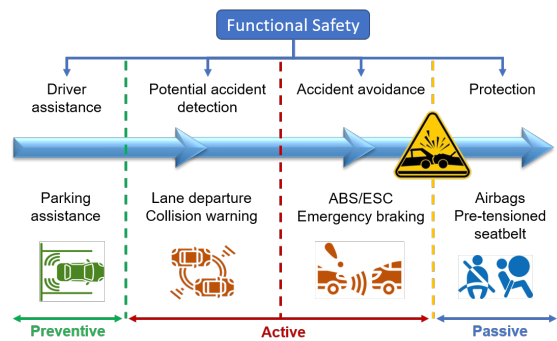 Functional Safety
Driver
assistance
Potential accident
detection
Accident avoidance
Protection
Parking
assistance
Lane departure
Collision warning
ABS/ESC
Emergency braking
Airbags
Pre-tensioned
seatbelt
Preventive
Active
Passive